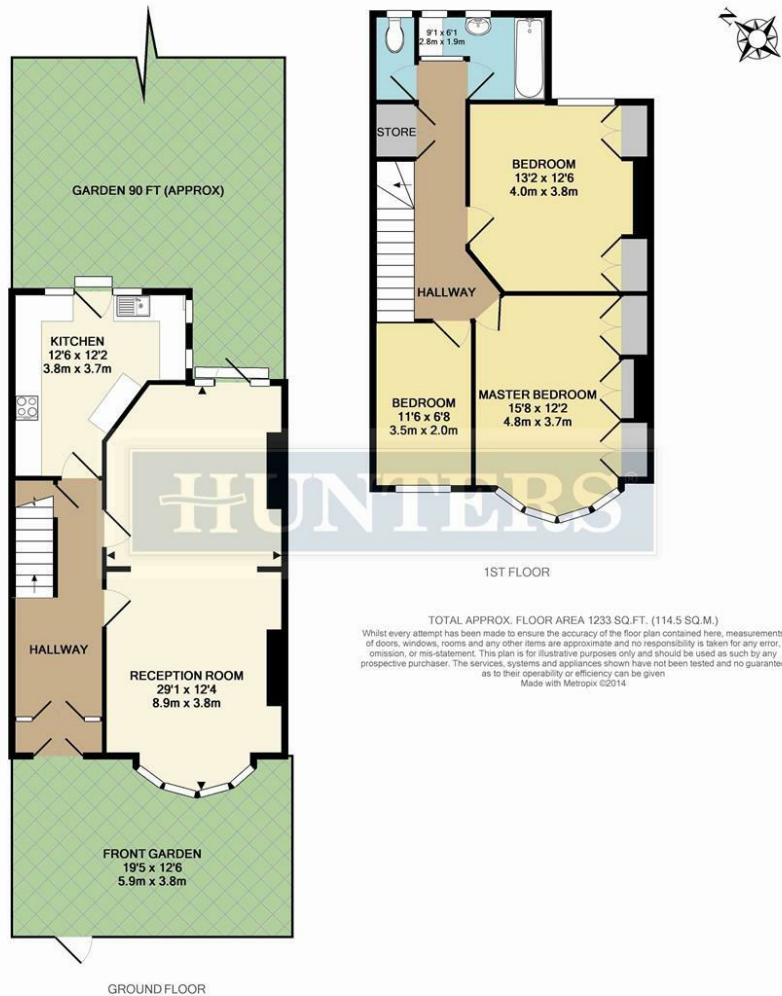 N
9'1 x 6'1
2.8m x 1.9m
STORE
BEDROOM
13'2 x 12'6
4.0m x 3.8m
GARDEN 90 FT (APPROX)
HALLWAY
KITCHEN
12'6 x 12'2
3.8m x 3.7m
BEDROOM
11'6 x 6'8
3.5m x 2.0m
MASTER BEDROOM
15'8 x 12'2
4.8m x 3.7m
HUNTERS®
1ST FLOOR
HALLWAY
RECEPTION ROOM
29'1 x 12'4
8.9m x 3.8m
TOTAL APPROX. FLOOR AREA 1233 SQ.FT. (114.5 SQ.M.)
Whilst every attempt has been made to ensure the accuracy of the floor plan contained here, measurements
of doors, windows, rooms and any other items are approximate and no responsibility is taken for any error,
omission, or mis-statement. This plan is for illustrative purposes only and should be used as such by any
prospective purchaser. The services, systems and appliances shown have not been tested and no guarantee
as to their operability or efficiency can be given
Made with Metropix ©2014
FRONT GARDEN
19'5 x 12'6
5.9m x 3.8m
GROUND FLOOR